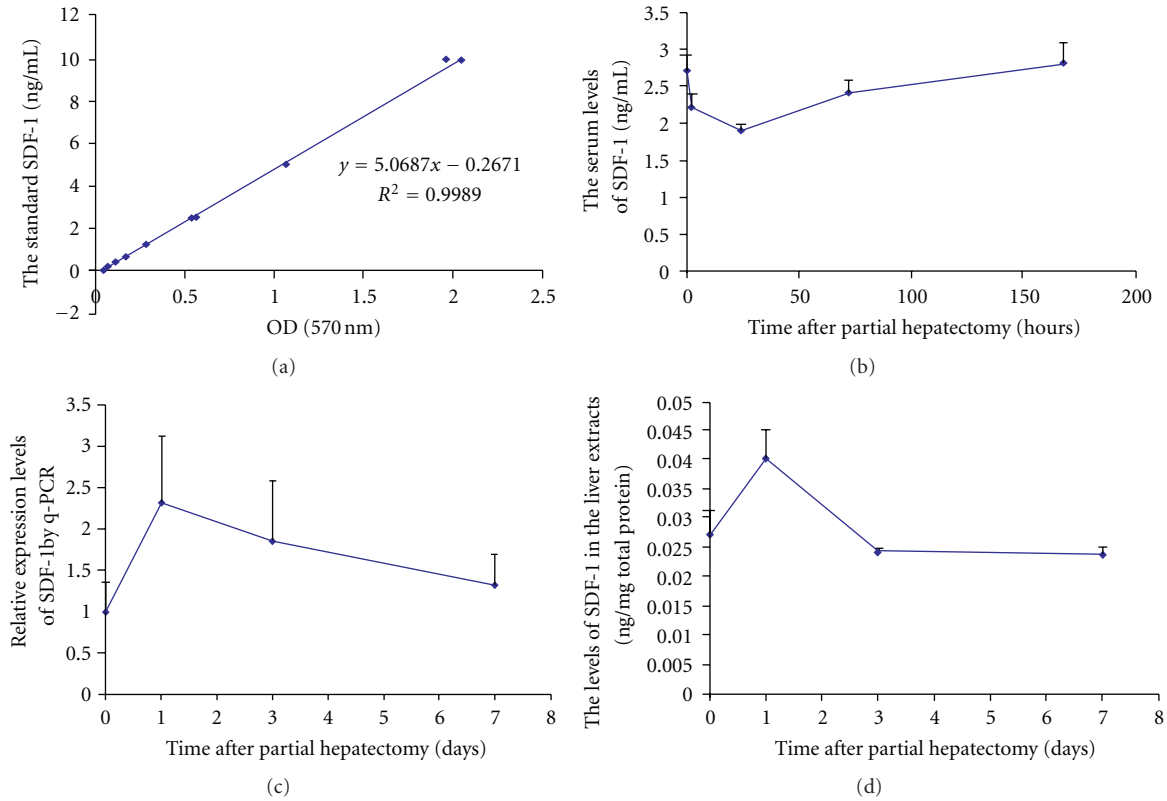 12
10
8
6
4
2
0
−2
The standard SDF-1 (ng/mL)
y = 5.0687x − 0.2671
R² = 0.9989
0 0.5 1 1.5 2 2.5
OD (570 nm)
(a)
3.5
3
2.5
2
1.5
1
0.5
0
The serum levels
of SDF-1 (ng/mL)
0 50 100 150 200
Time after partial hepatectomy (hours)
(b)
3.5
3
2.5
2
1.5
1
0.5
0
Relative expression levels
of SDF-1by q-PCR
0 1 2 3 4 5 6 7 8
Time after partial hepatectomy (days)
(c)
0.05
0.045
0.04
0.035
0.03
0.025
0.02
0.015
0.01
0.005
0
The levels of SDF-1 in the liver extracts
(ng/mg total protein)
0 1 2 3 4 5 6 7 8
Time after partial hepatectomy (days)
(d)